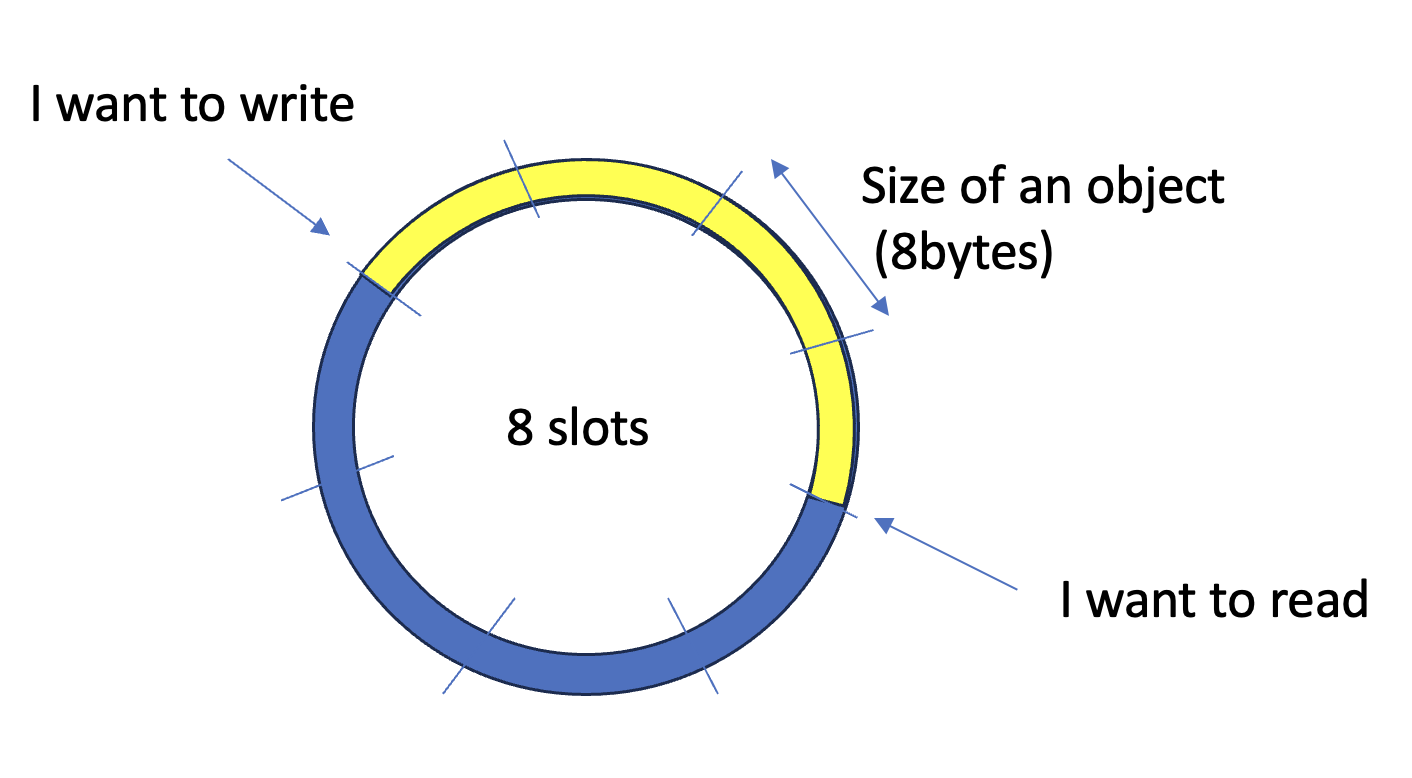 I want to write
Size of an object
(8bytes)
8 slots
I want to read